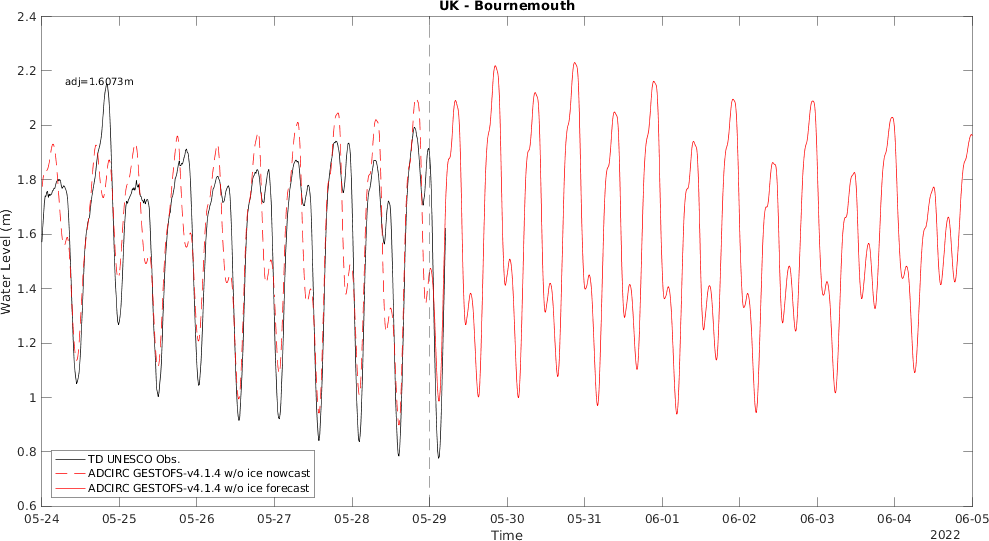 UK - Bournemouth
adj=1.6073m
Water Level (m)
2.4
2.2
2
1.8
1.6
1.4
1.2
1
0.8
0.6
TD UNESCO Obs.
ADCIRC GESTOFS-v4.1.4 w/o ice nowcast
ADCIRC GESTOFS-v4.1.4 w/o ice forecast
05-24 05-25 05-26 05-27 05-28 05-29 05-30 05-31 06-01 06-02 06-03 06-04 06-05
Time
2022